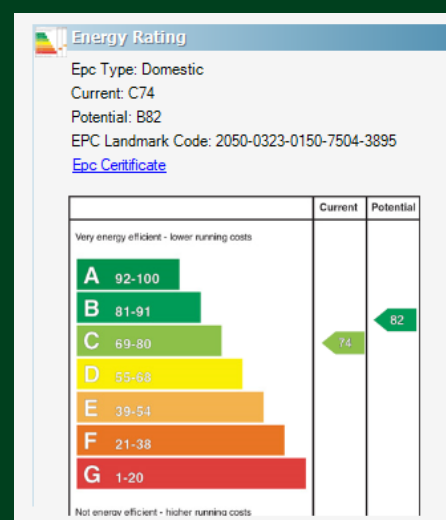 Energy Rating
Epc Type: Domestic
Current: C74
Potential: B82
EPC Landmark Code: 2050-0323-0150-7504-3895
Epc Ceritificate
Current Potential
Very energy efficient - lower running costs
A 92-100
B 81-91
82
C 69-80
74
D 55-68
E 39-54
F 21-38
G 1-20
Not energy efficient - higher running costs